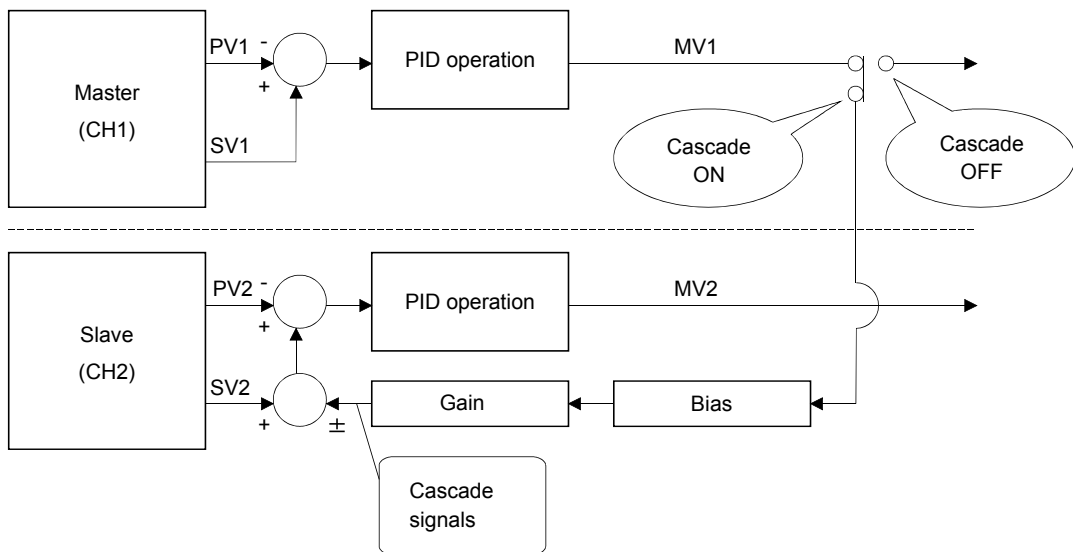 Master
(CH1)
PV1
-
+
SV1
PID operation
MV1
Cascade
ON
Cascade
OFF
Slave
(CH2)
PV2
-
+
SV2
+
±
PID operation
MV2
Gain
Bias
Cascade
signals